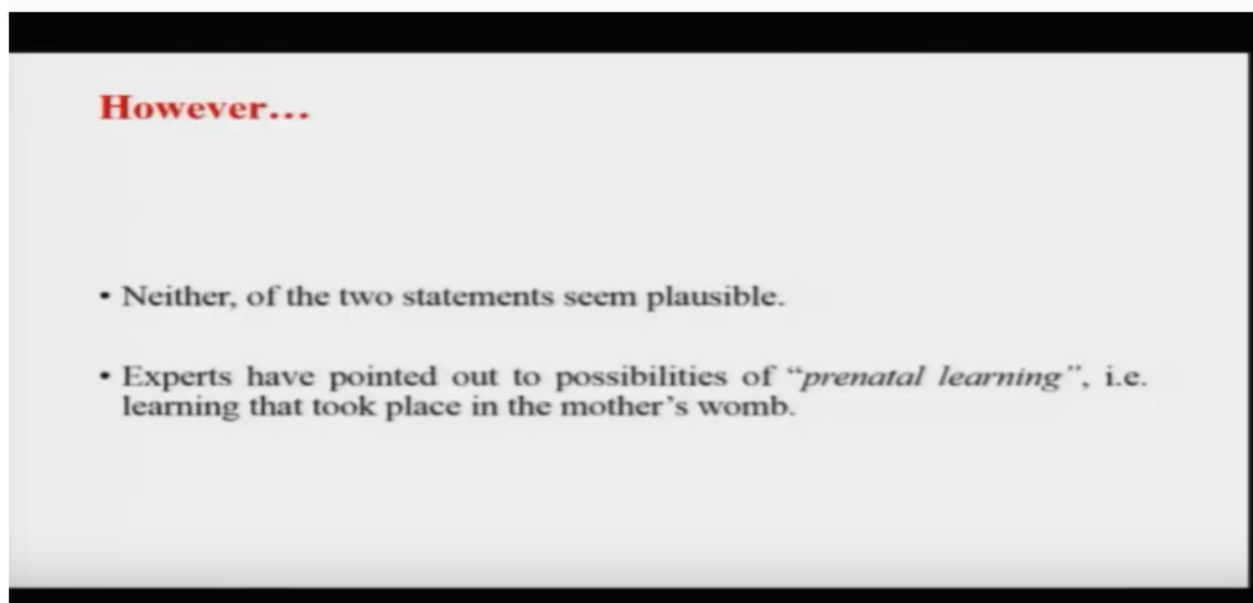 However...
• Neither, of the two statements seem plausible.
• Experts have pointed out to possibilities of “prenatal learning”, i.e.
learning that took place in the mother’s womb.